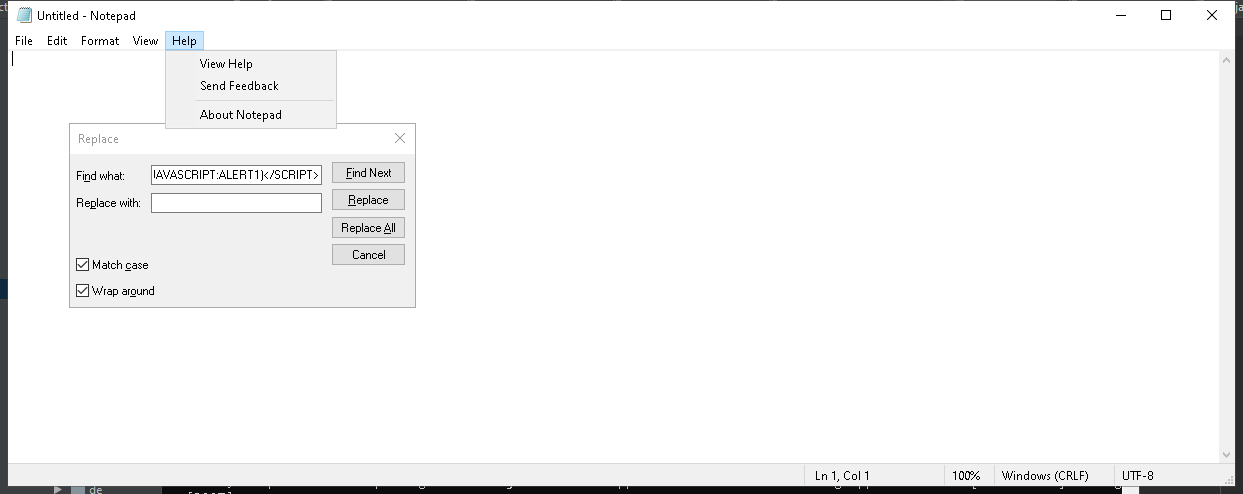 Untitled - Notepad
File Edit Format View Help
View Help
Send Feedback
About Notepad
Replace
Find what: JAVASCRIPT:ALERT1)</SCRIPT> Find Next
Replace with: Replace
Replace All
Cancel
Match case
Wrap around
Ln 1, Col 1 100% Windows (CRLF) UTF-8
de